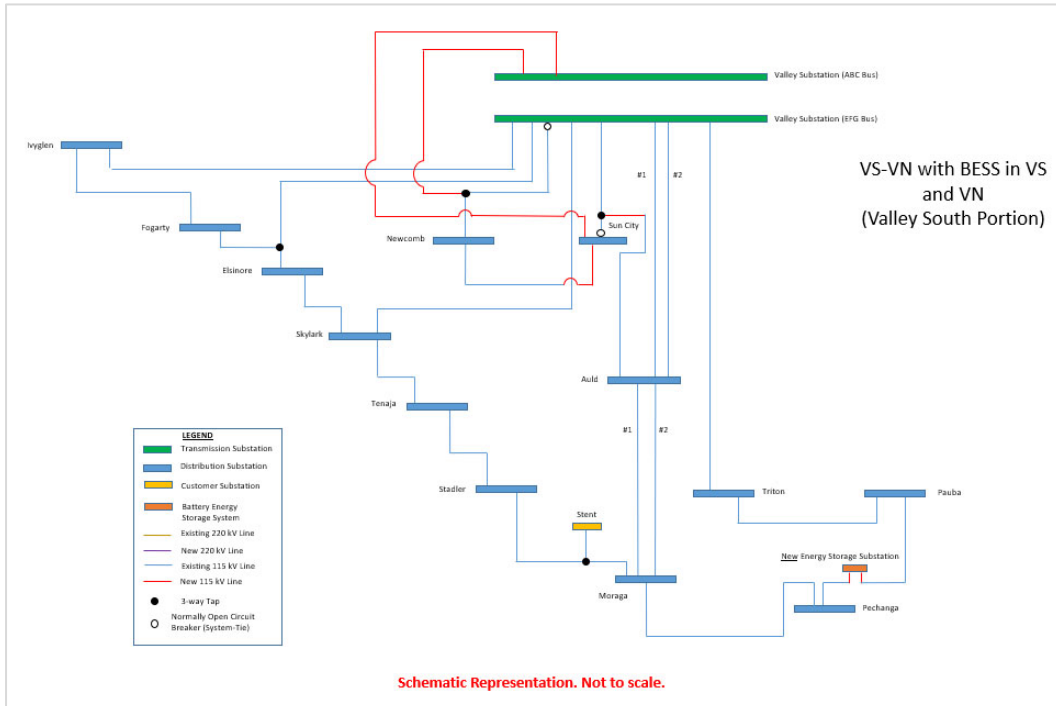 Valley Substation (ABC Bus)
Valley Substation (EFG Bus)
Ivyglen
VS-VN with BESS in VS
and VN
(Valley South Portion)
#1
#2
Fogarty
Newcomb
Sun City
Elsinore
Skylark
Auld
Tenaja
#1
#2
LEGEND
Transmission Substation
Distribution Substation
Customer Substation
Battery Energy
Storage System
Existing 220 kV Line
New 220 kV Line
Existing 115 kV Line
New 115 kV Line
3-way Tap
Normally Open Circuit
Breaker (System-Tie)
Stadler
Triton
Pauba
Stent
New Energy Storage Substation
Moraga
Pechanga
Schematic Representation. Not to scale.